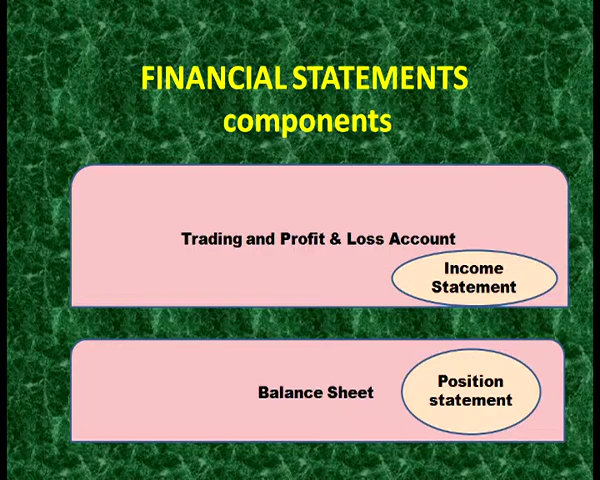 FINANCIAL STATEMENTS
components
Trading and Profit & Loss Account
Income
Statement
Balance Sheet
Position
statement